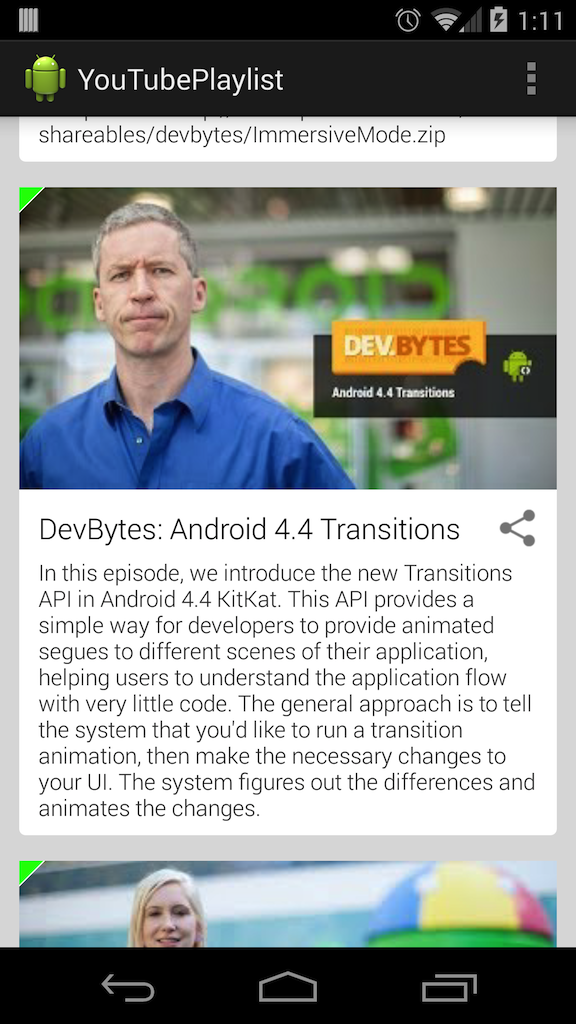 1:11
YouTubePlaylist
shareables/devbytes/ImmersiveMode.zip
DEVBYTES
Android 4.4 Transitions
DevBytes: Android 4.4 Transitions
In this episode, we introduce the new Transitions
API in Android 4.4 KitKat. This API provides a
simple way for developers to provide animated
segues to different scenes of their application,
helping users to understand the application flow
with very little code. The general approach is to tell
the system that you'd like to run a transition
animation, then make the necessary changes to
your UI. The system figures out the differences and
animates the changes.